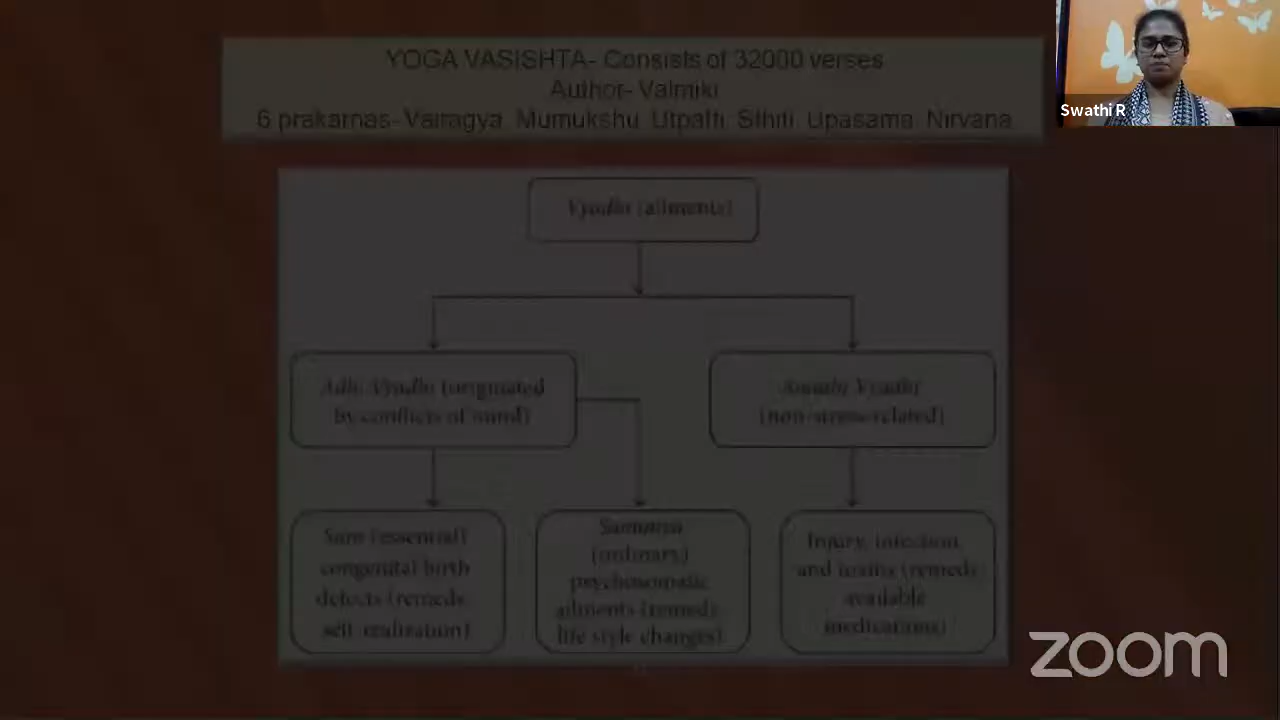 YOGA VASISHTA- Consists of 32000 verses
Author- Valmiki
6 prakarnas- Vairagya, Mumukshu, Utpatti, Sthiti, Upasama, Nirvana
Swathi R
Vyadhi (ailments)
Adhi Vyadhi (originated
by conflicts of mind)
Anadhi Vyadhi
(non-stress-related)
(essential)
congenital birth
defects (remedy:
self-realization)
(ordinary)
psychosomatic
ailments (remedy:
life style changes)
Injury, infection,
and toxins (remedy:
available
medications)
zoom